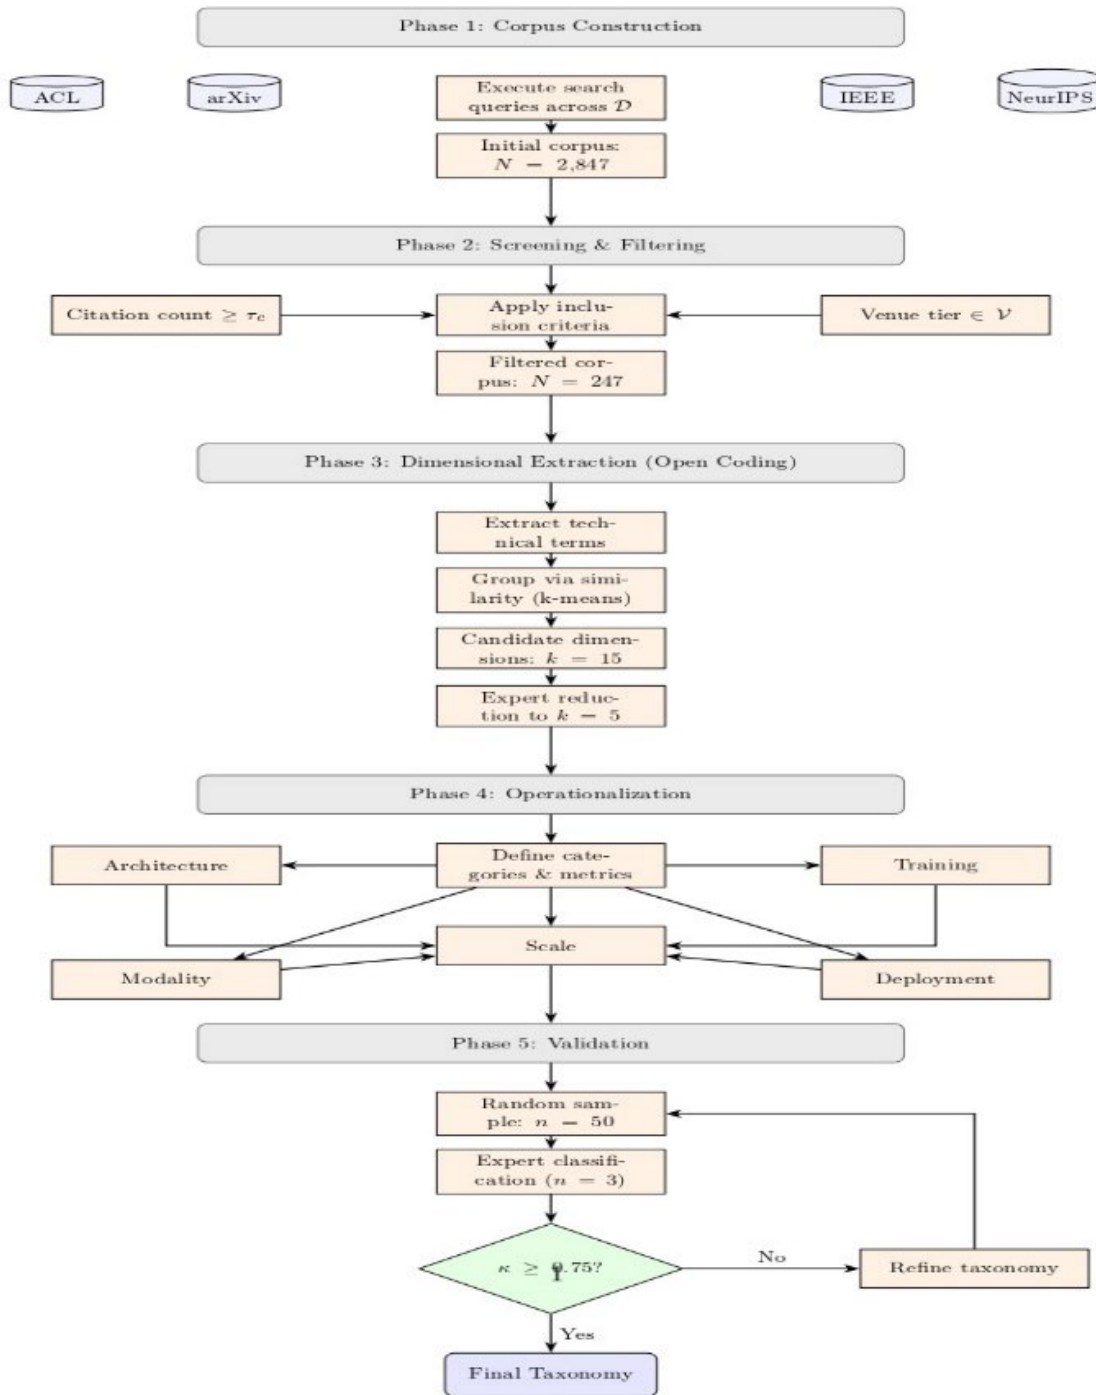 Phase 1: Corpus Construction
ACL
arXiv
Execute search
queries across 𝒟
IEEE
NeurIPS
Initial corpus:
N = 2,847
Phase 2: Screening & Filtering
Citation count ≥ τc
Apply inclu-
sion criteria
Venue tier ∈ 𝒱
Filtered cor-
pus: N = 247
Phase 3: Dimensional Extraction (Open Coding)
Extract tech-
nical terms
Group via simi-
larity (k-means)
Candidate dimen-
sions: k = 15
Expert reduc-
tion to k = 5
Phase 4: Operationalization
Architecture
Define cate-
gories & metrics
Training
Scale
Modality
Deployment
Phase 5: Validation
Random sam-
ple: n = 50
Expert classifi-
cation (n = 3)
κ ≥ 0.75?
No
Refine taxonomy
Yes
Final Taxonomy